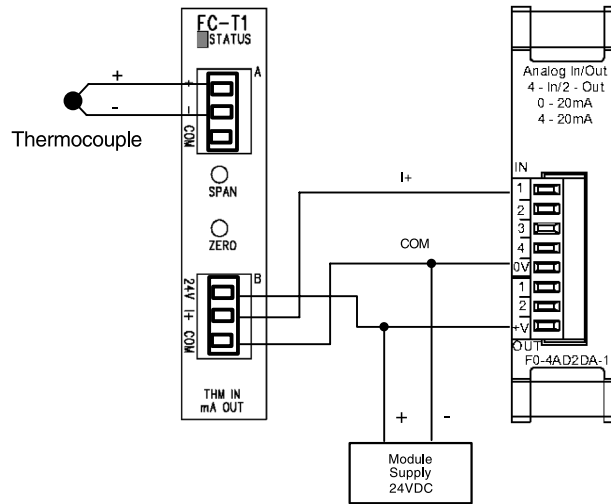 FC-T1
STATUS
A
+
-
COM
+
-
Thermocouple
SPAN
ZERO
B
24V
I+
COM
THM IN
mA OUT
I+
COM
+
-
Module
Supply
24VDC
Analog In/Out
4 - In/2 - Out
0 - 20mA
4 - 20mA
IN
1
2
3
4
0V
1
2
+V
OUT
F0-4AD2DA-1